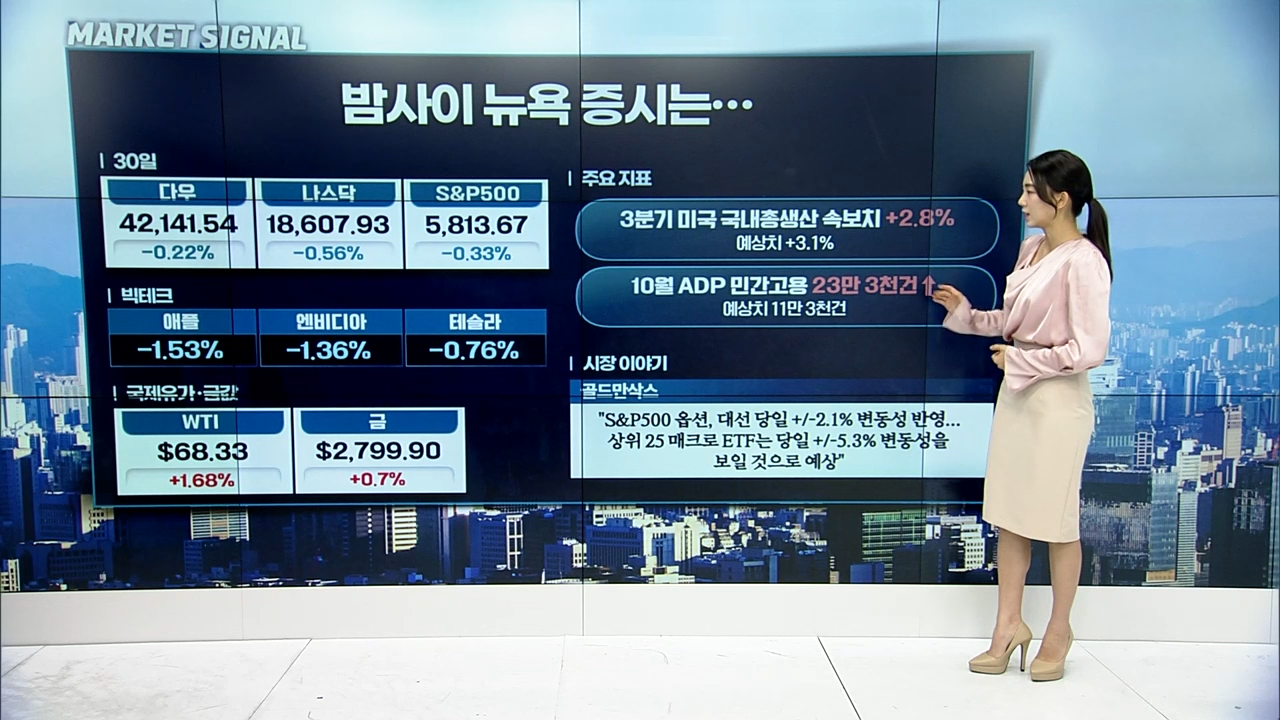 MARKET SIGNAL
밤사이 뉴욕 증시는…
30일
다우
나스닥
S&P500
42,141.54
18,607.93
5,813.67
-0.22%
-0.56%
-0.33%
빅테크
애플
엔비디아
테슬라
-1.53%
-1.36%
-0.76%
국제유가·금값
WTI
금
$68.33
$2,799.90
+1.68%
+0.7%
주요 지표
3분기 미국 국내총생산 속보치 +2.8%
예상치 +3.1%
10월 ADP 민간고용 23만 3천건↑
예상치 11만 3천건
시장 이야기
골드만삭스
"S&P500 옵션, 대선 당일 +/-2.1% 변동성 반영...
상위 25 매크로 ETF는 당일 +/-5.3% 변동성을
보일 것으로 예상"